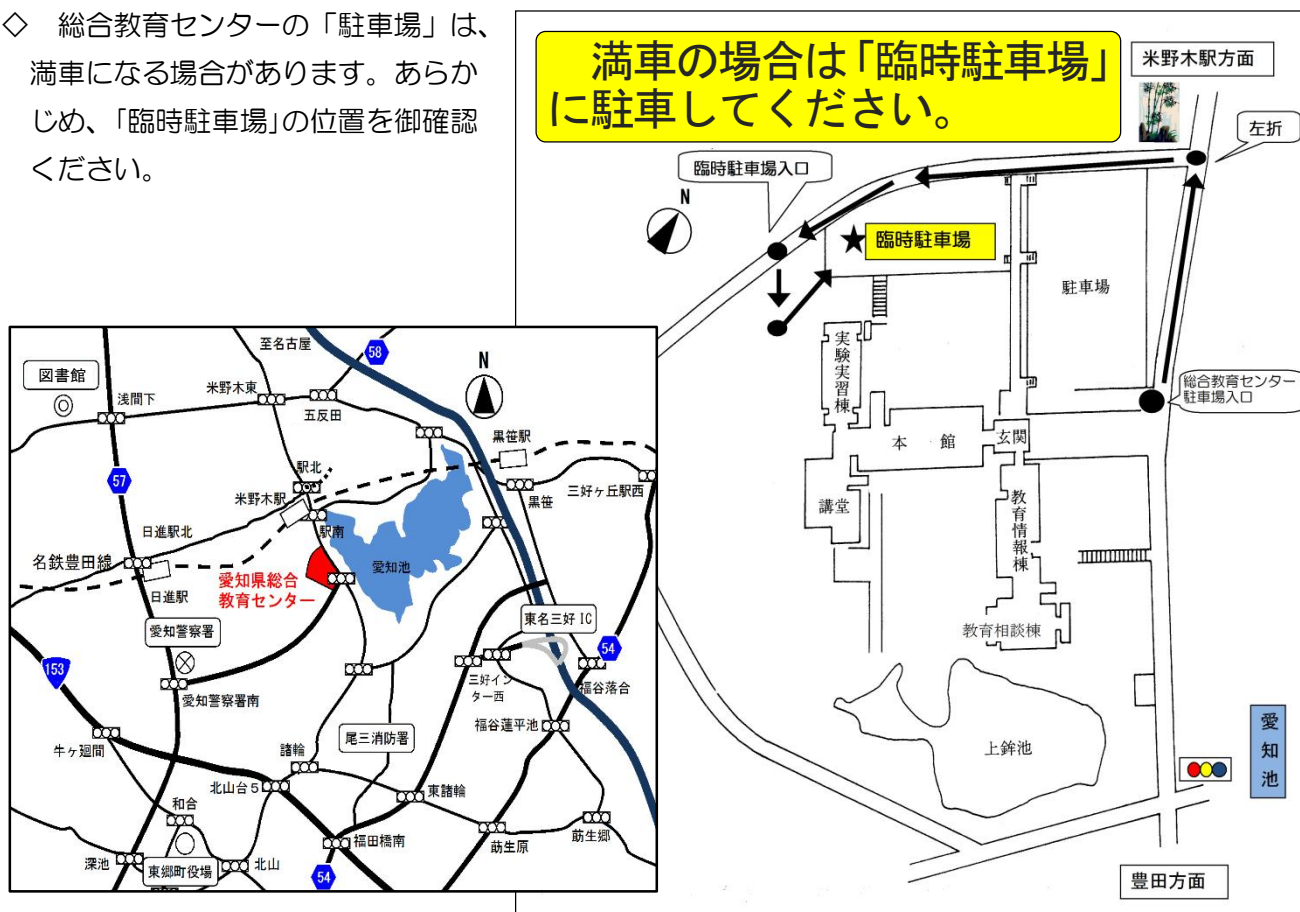 ◇　総合教育センターの「駐車場」は、
満車になる場合があります。あらか
じめ、「臨時駐車場」の位置を御確認
ください。
満車の場合は「臨時駐車場」
に駐車してください。
米野木駅方面
左折
臨時駐車場入口
N
★
臨時駐車場
駐車場
実験実習棟
総合教育センター
駐車場入口
本館
玄関
講堂
教育情報棟
教育相談棟
上鉾池
愛知池
豊田方面
至名古屋
58
N
図書館
米野木東
浅間下
五反田
黒笹駅
57
駅北
米野木駅
黒笹
三好ヶ丘駅西
日進駅北
駅南
名鉄豊田線
愛知池
愛知県総合
教育センター
日進駅
愛知警察署
東名三好IC
54
153
三好イン
ター西
福谷落合
愛知警察署南
福谷蓮平池
牛ヶ廻間
諸輪
尾三消防署
北山台5
東諸輪
和合
福田橋南
莇生原
莇生郷
深池
東郷町役場
北山
54